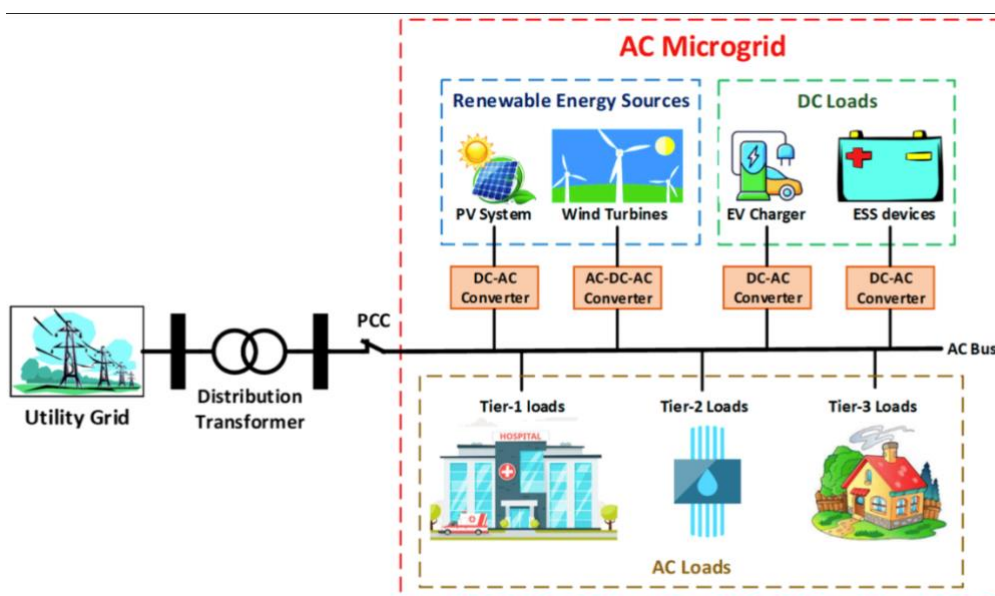 AC Microgrid
Renewable Energy Sources
DC Loads
PV System
Wind Turbines
EV Charger
ESS devices
DC-AC
Converter
AC-DC-AC
Converter
DC-AC
Converter
DC-AC
Converter
PCC
AC Bus
Utility Grid
Distribution
Transformer
Tier-1 loads
Tier-2 Loads
Tier-3 Loads
HOSPITAL
AC Loads